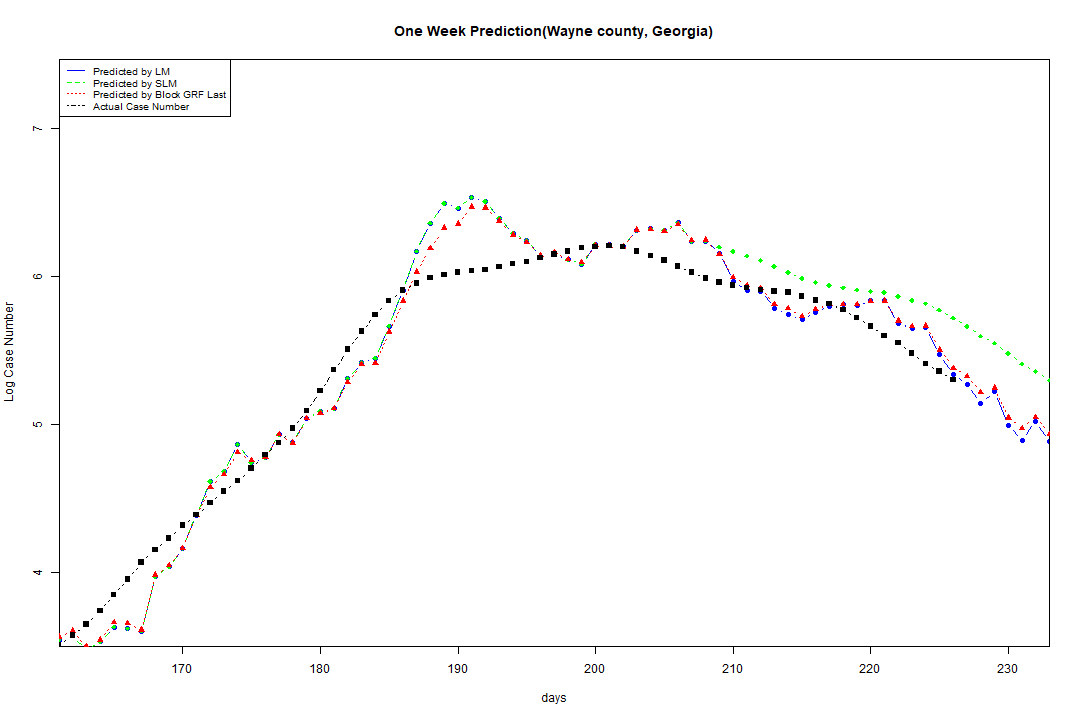 One Week Prediction(Wayne county, Georgia)
Predicted by LM
Predicted by SLM
Predicted by Block GRF Last
Actual Case Number
7
6
5
4
Log Case Number
170 180 190 200 210 220 230
days